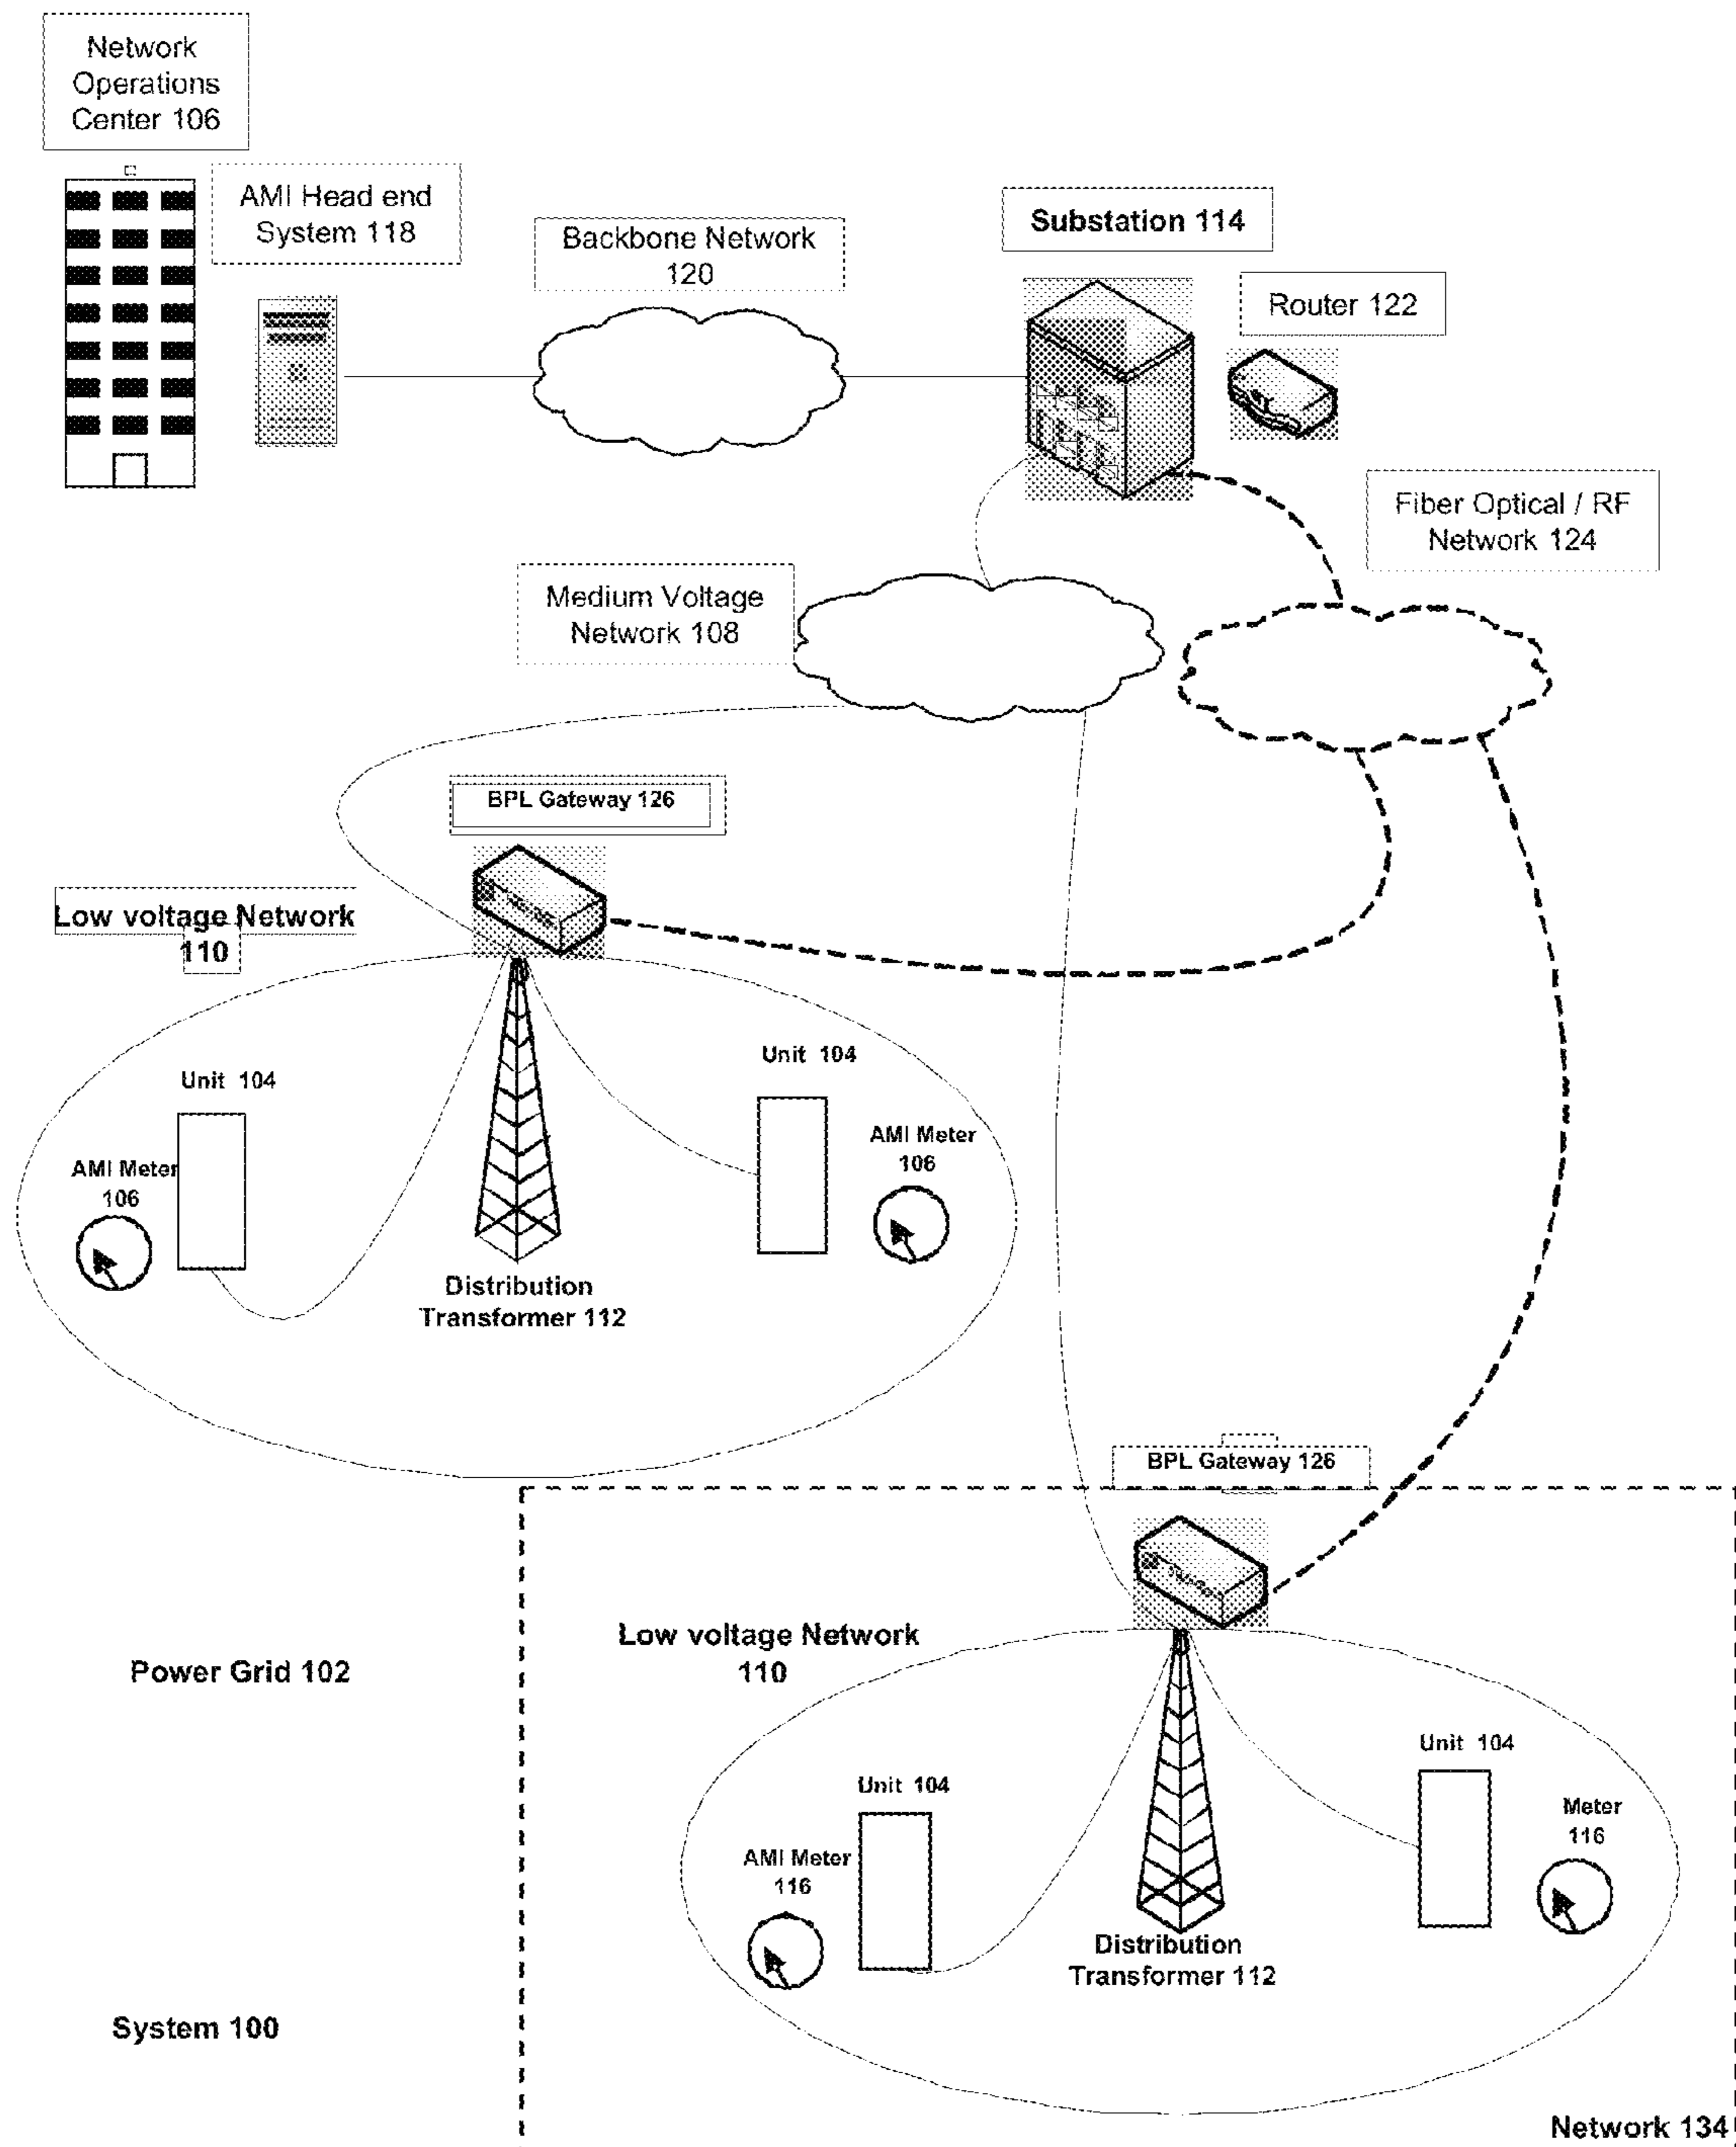 Network
Operations
Center 106
AMI Head end
System 118
Backbone Network
120
Substation 114
Router 122
Fiber Optical / RF
Network 124
Medium Voltage
Network 108
BPL Gateway 126
Low voltage Network
110
Unit 104
Unit 104
AMI Meter
106
AMI Meter
106
Distribution
Transformer 112
BPL Gateway 126
Low voltage Network
110
Power Grid 102
Unit 104
Unit 104
Meter
116
AMI Meter
116
Distribution
Transformer 112
System 100
Network 134